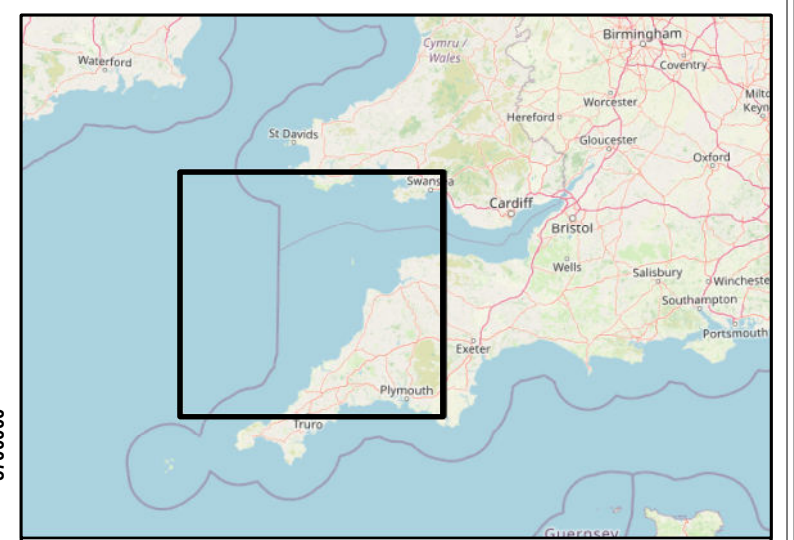 Birmingham
Cymru /
Wales
Coventry
Waterford
Milto
Keyn
Worcester
Hereford
St Davids
Gloucester
Oxford
Swansea
Cardiff
Bristol
Wells
Salisbury
Winchester
Southampton
Portsmouth
Exeter
Plymouth
Truro
Guernsey